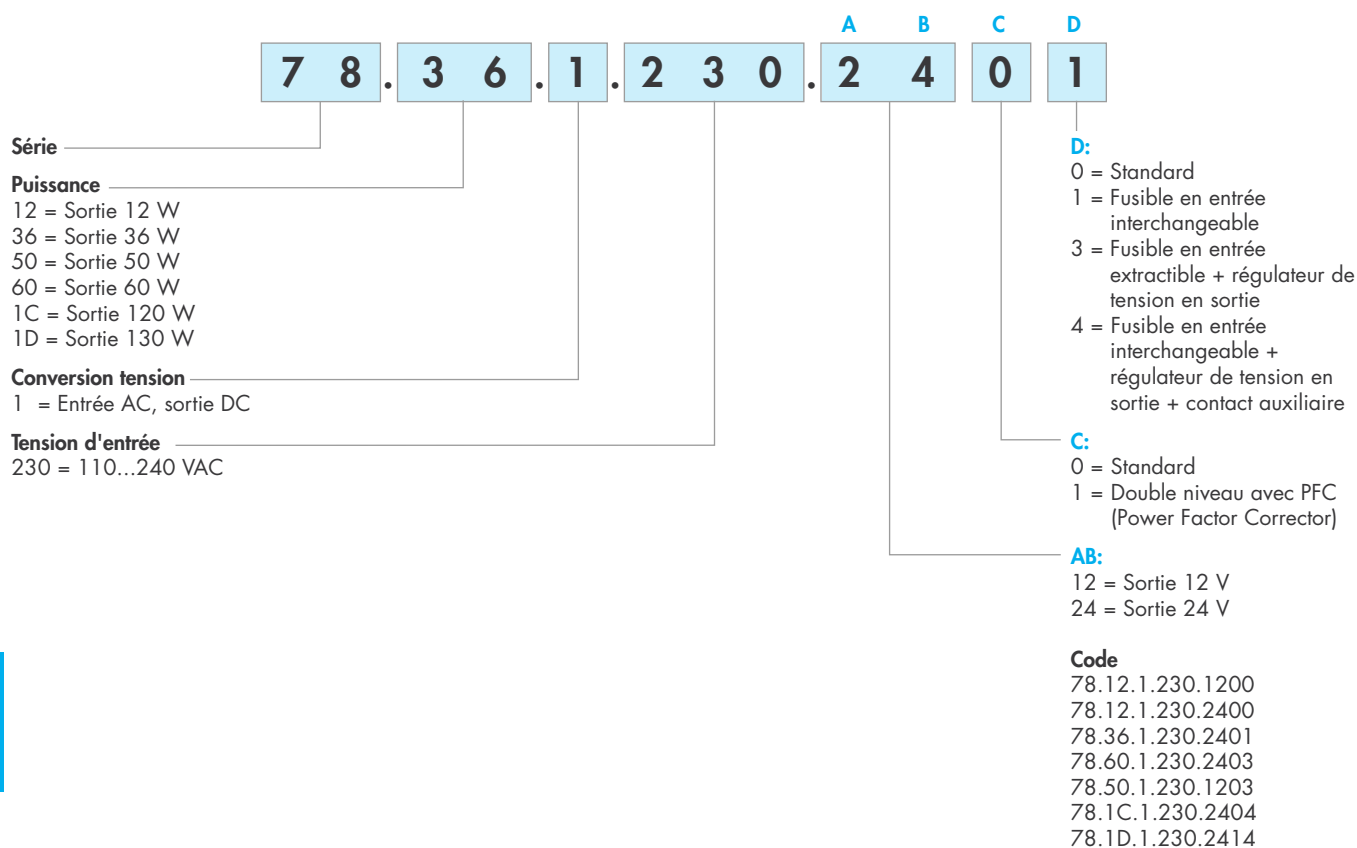 A B C D
7 8 . 3 6 . 1 . 2 3 0 . 2 4 0 1
Série
Puissance
12 = Sortie 12 W
36 = Sortie 36 W
50 = Sortie 50 W
60 = Sortie 60 W
1C = Sortie 120 W
1D = Sortie 130 W
Conversion tension
1 = Entrée AC, sortie DC
Tension d'entrée
230 = 110...240 VAC
D:
0 = Standard
1 = Fusible en entrée
interchangeable
3 = Fusible en entrée
extractible + régulateur de
tension en sortie
4 = Fusible en entrée
interchangeable +
régulateur de tension en
sortie + contact auxiliaire
C:
0 = Standard
1 = Double niveau avec PFC
(Power Factor Corrector)
AB:
12 = Sortie 12 V
24 = Sortie 24 V
Code
78.12.1.230.1200
78.12.1.230.2400
78.36.1.230.2401
78.60.1.230.2403
78.50.1.230.1203
78.1C.1.230.2404
78.1D.1.230.2414